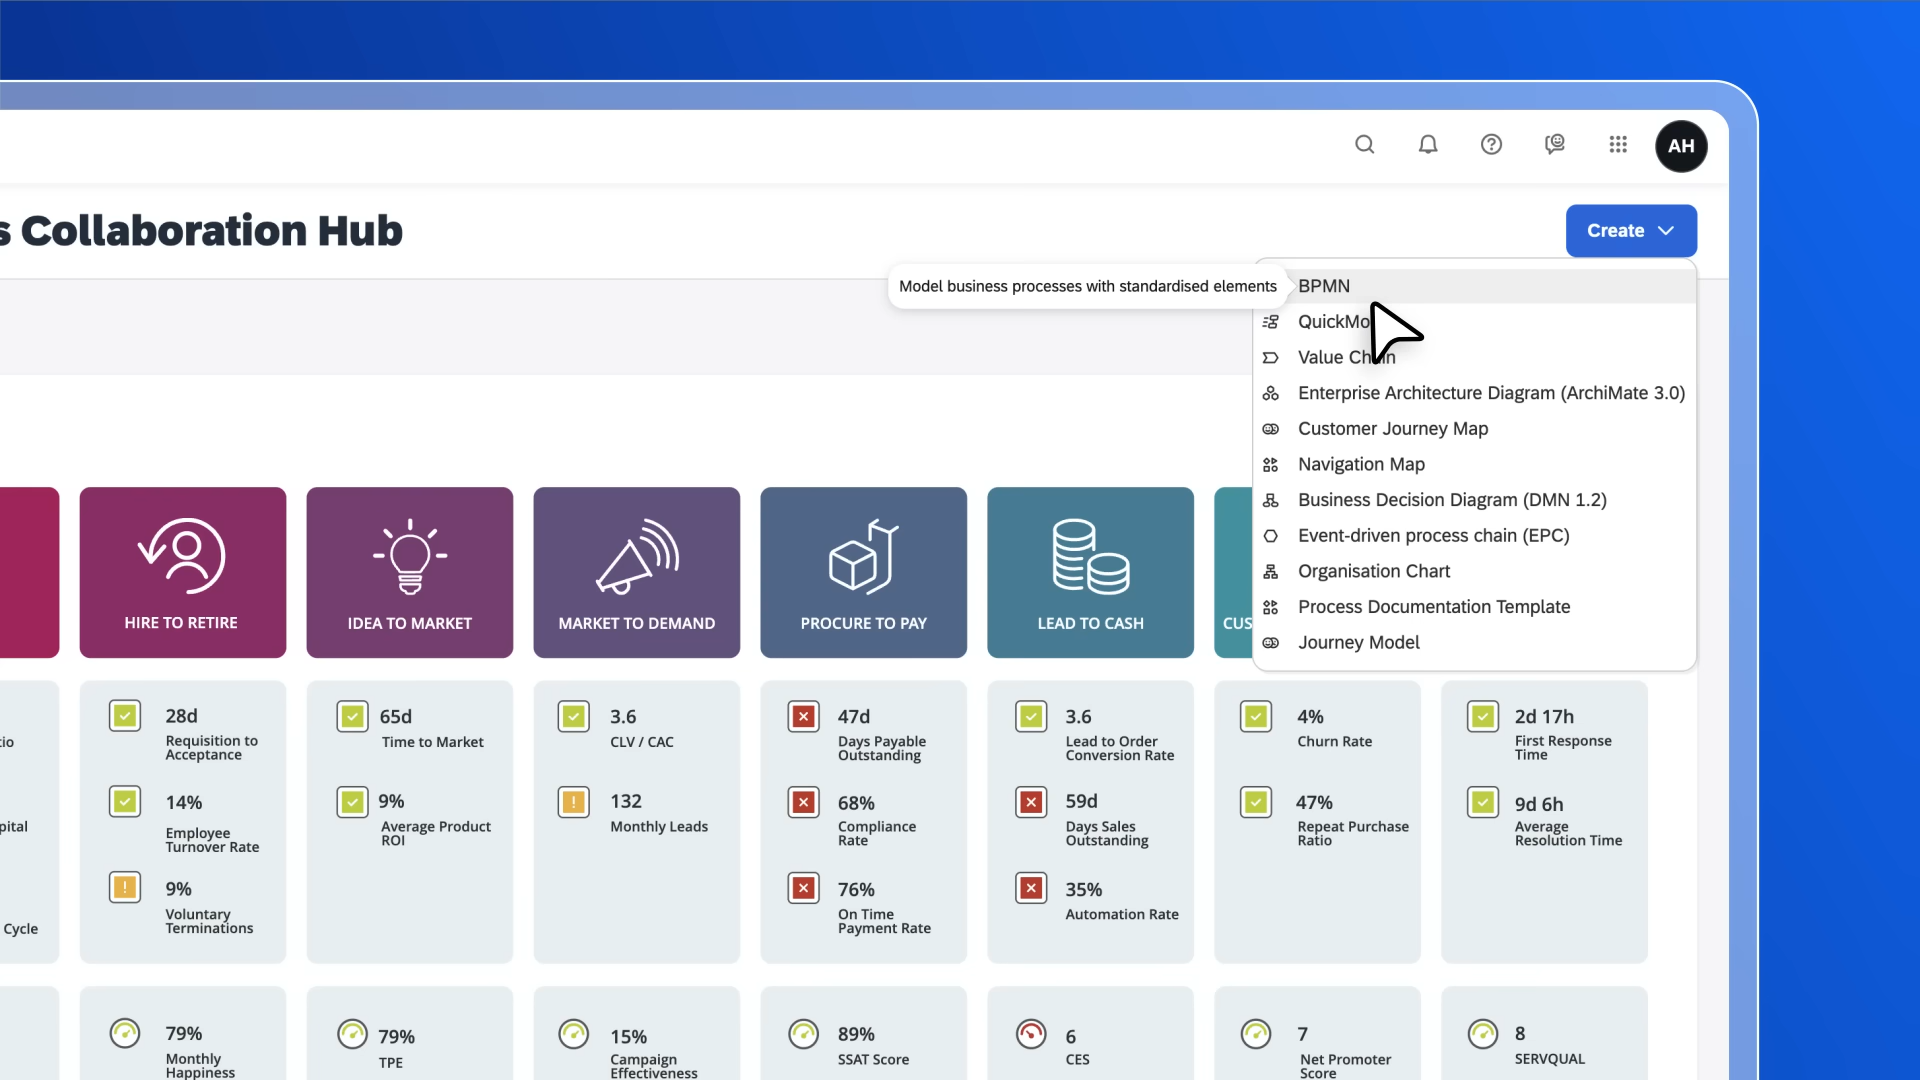 AH
s Collaboration Hub
Create
Model business processes with standardised elements
BPMN
QuickMo
Value Ch in
Enterprise Architecture Diagram (ArchiMate 3.0)
Customer Journey Map
Navigation Map
Business Decision Diagram (DMN 1.2)
Event-driven process chain (EPC)
Organisation Chart
Process Documentation Template
Journey Model
HIRE TO RETIRE
IDEA TO MARKET
MARKET TO DEMAND
PROCURE TO PAY
LEAD TO CASH
CUS
tio
pital
Cycle
28d
Requisition to
Acceptance
14%
Employee
Turnover Rate
9%
Voluntary
Terminations
65d
Time to Market
9%
Average Product
ROI
3.6
CLV / CAC
132
Monthly Leads
47d
Days Payable
Outstanding
68%
Compliance
Rate
76%
On Time
Payment Rate
3.6
Lead to Order
Conversion Rate
59d
Days Sales
Outstanding
35%
Automation Rate
4%
Churn Rate
47%
Repeat Purchase
Ratio
2d 17h
First Response
Time
9d 6h
Average
Resolution Time
79%
Monthly
Happiness
79%
TPE
15%
Campaign
Effectiveness
89%
SSAT Score
6
CES
7
Net Promoter
Score
8
SERVQUAL